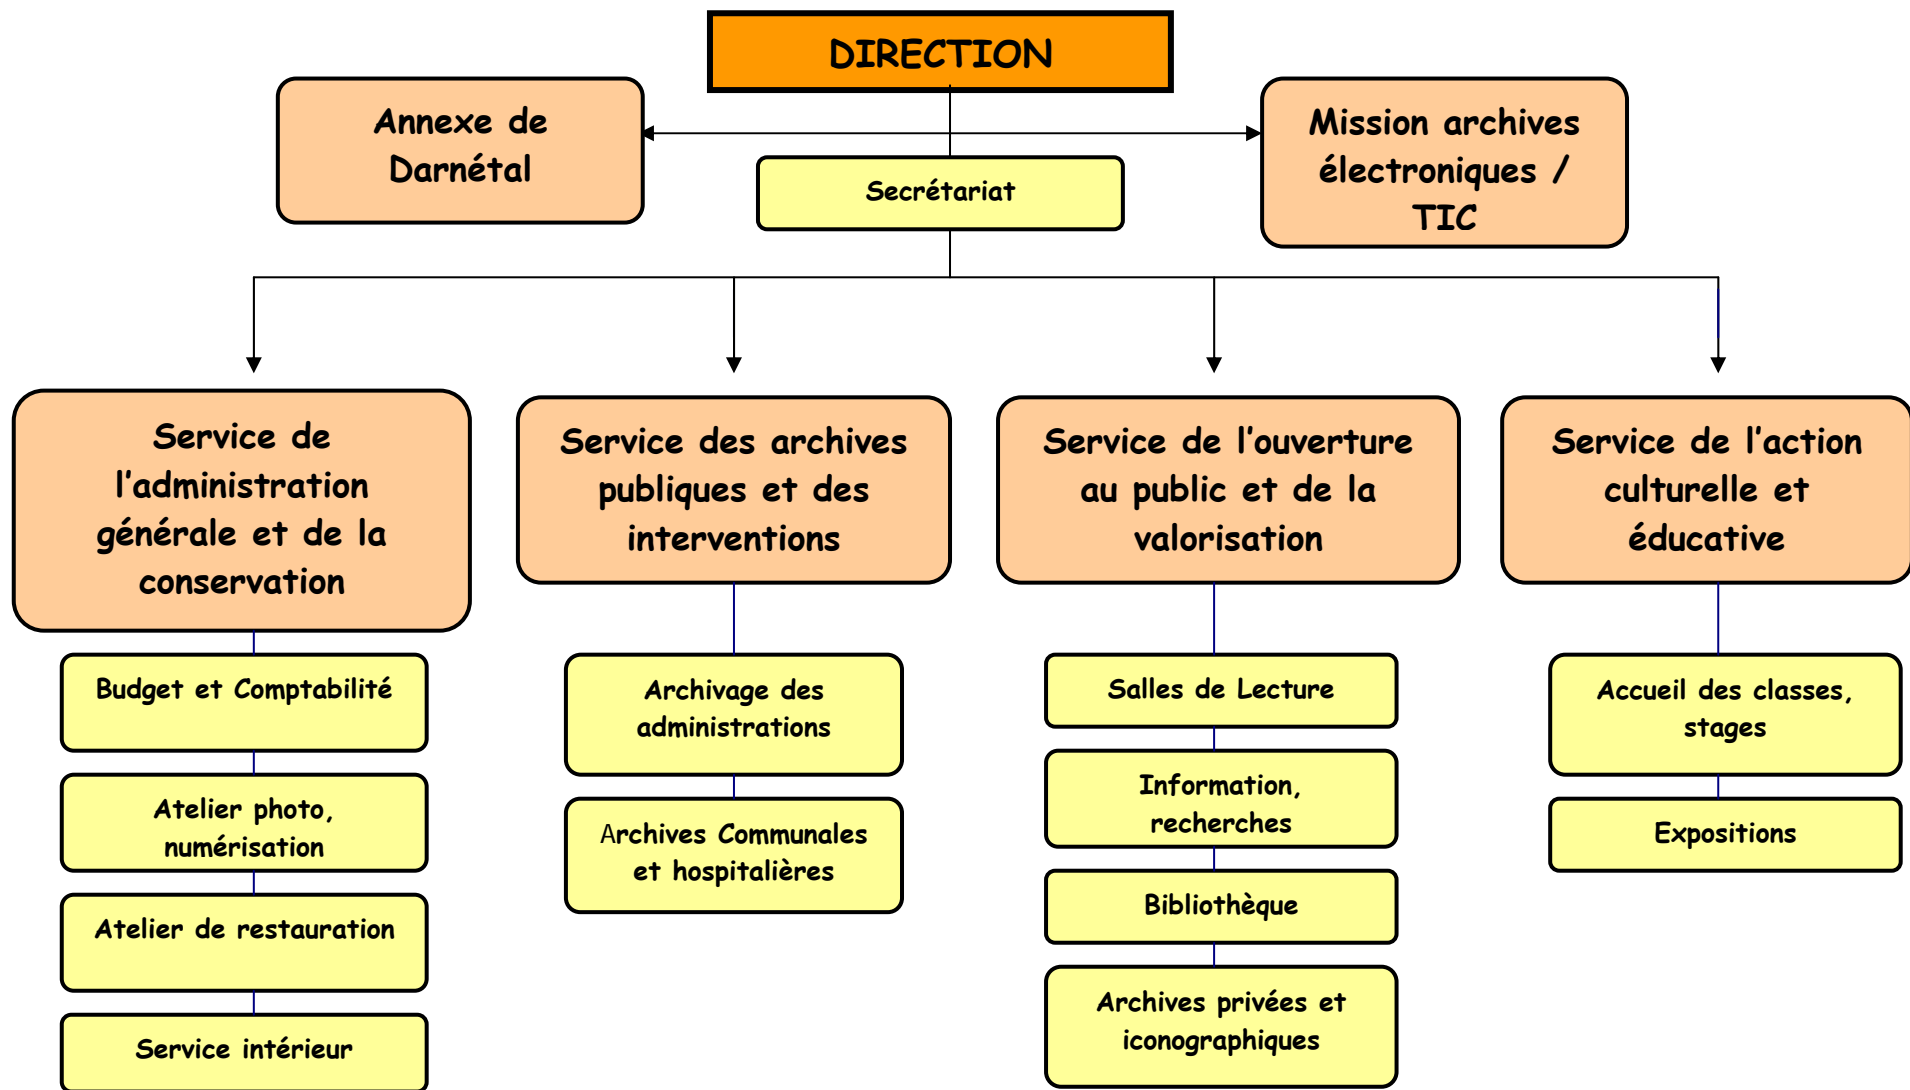 DIRECTION
Annexe de
Darnétal
Mission archives
électroniques /
TIC
Secrétariat
Service de
l'administration
générale et de la
conservation
Service des archives
publiques et des
interventions
Service de l'ouverture
au public et de la
valorisation
Service de l'action
culturelle et
éducative
Budget et Comptabilité
Atelier photo,
numérisation
Atelier de restauration
Service intérieur
Archivage des
administrations
Archives Communales
et hospitalières
Salles de Lecture
Information,
recherches
Bibliothèque
Archives privées et
iconographiques
Accueil des classes,
stages
Expositions